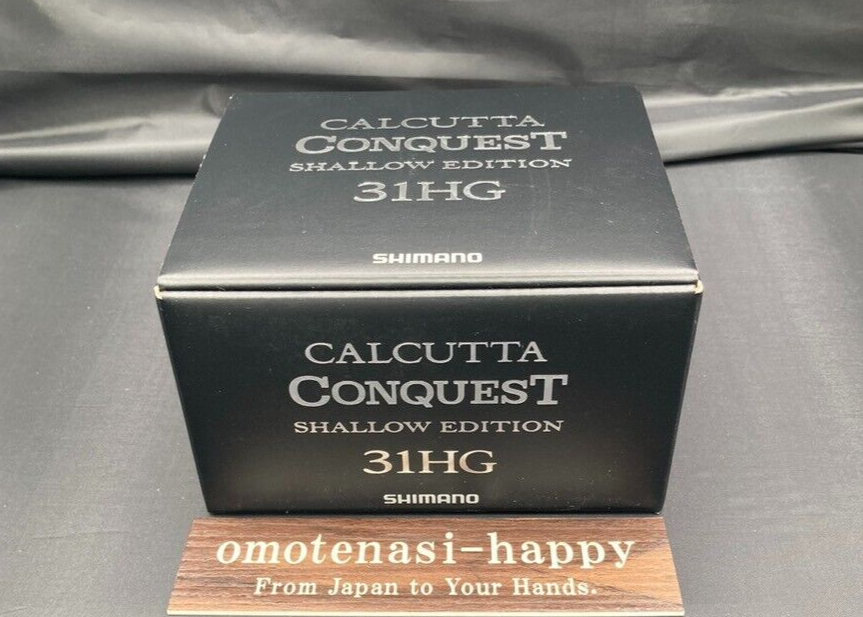 CALCUTTA
CONQUEST
SHALLOW EDITION
31HG
SHIMANO
CALCUTTA
CONQUEST
SHALLOW EDITION
31HG
SHIMANO
omotenasi-happy
From Japan to Your Hands.